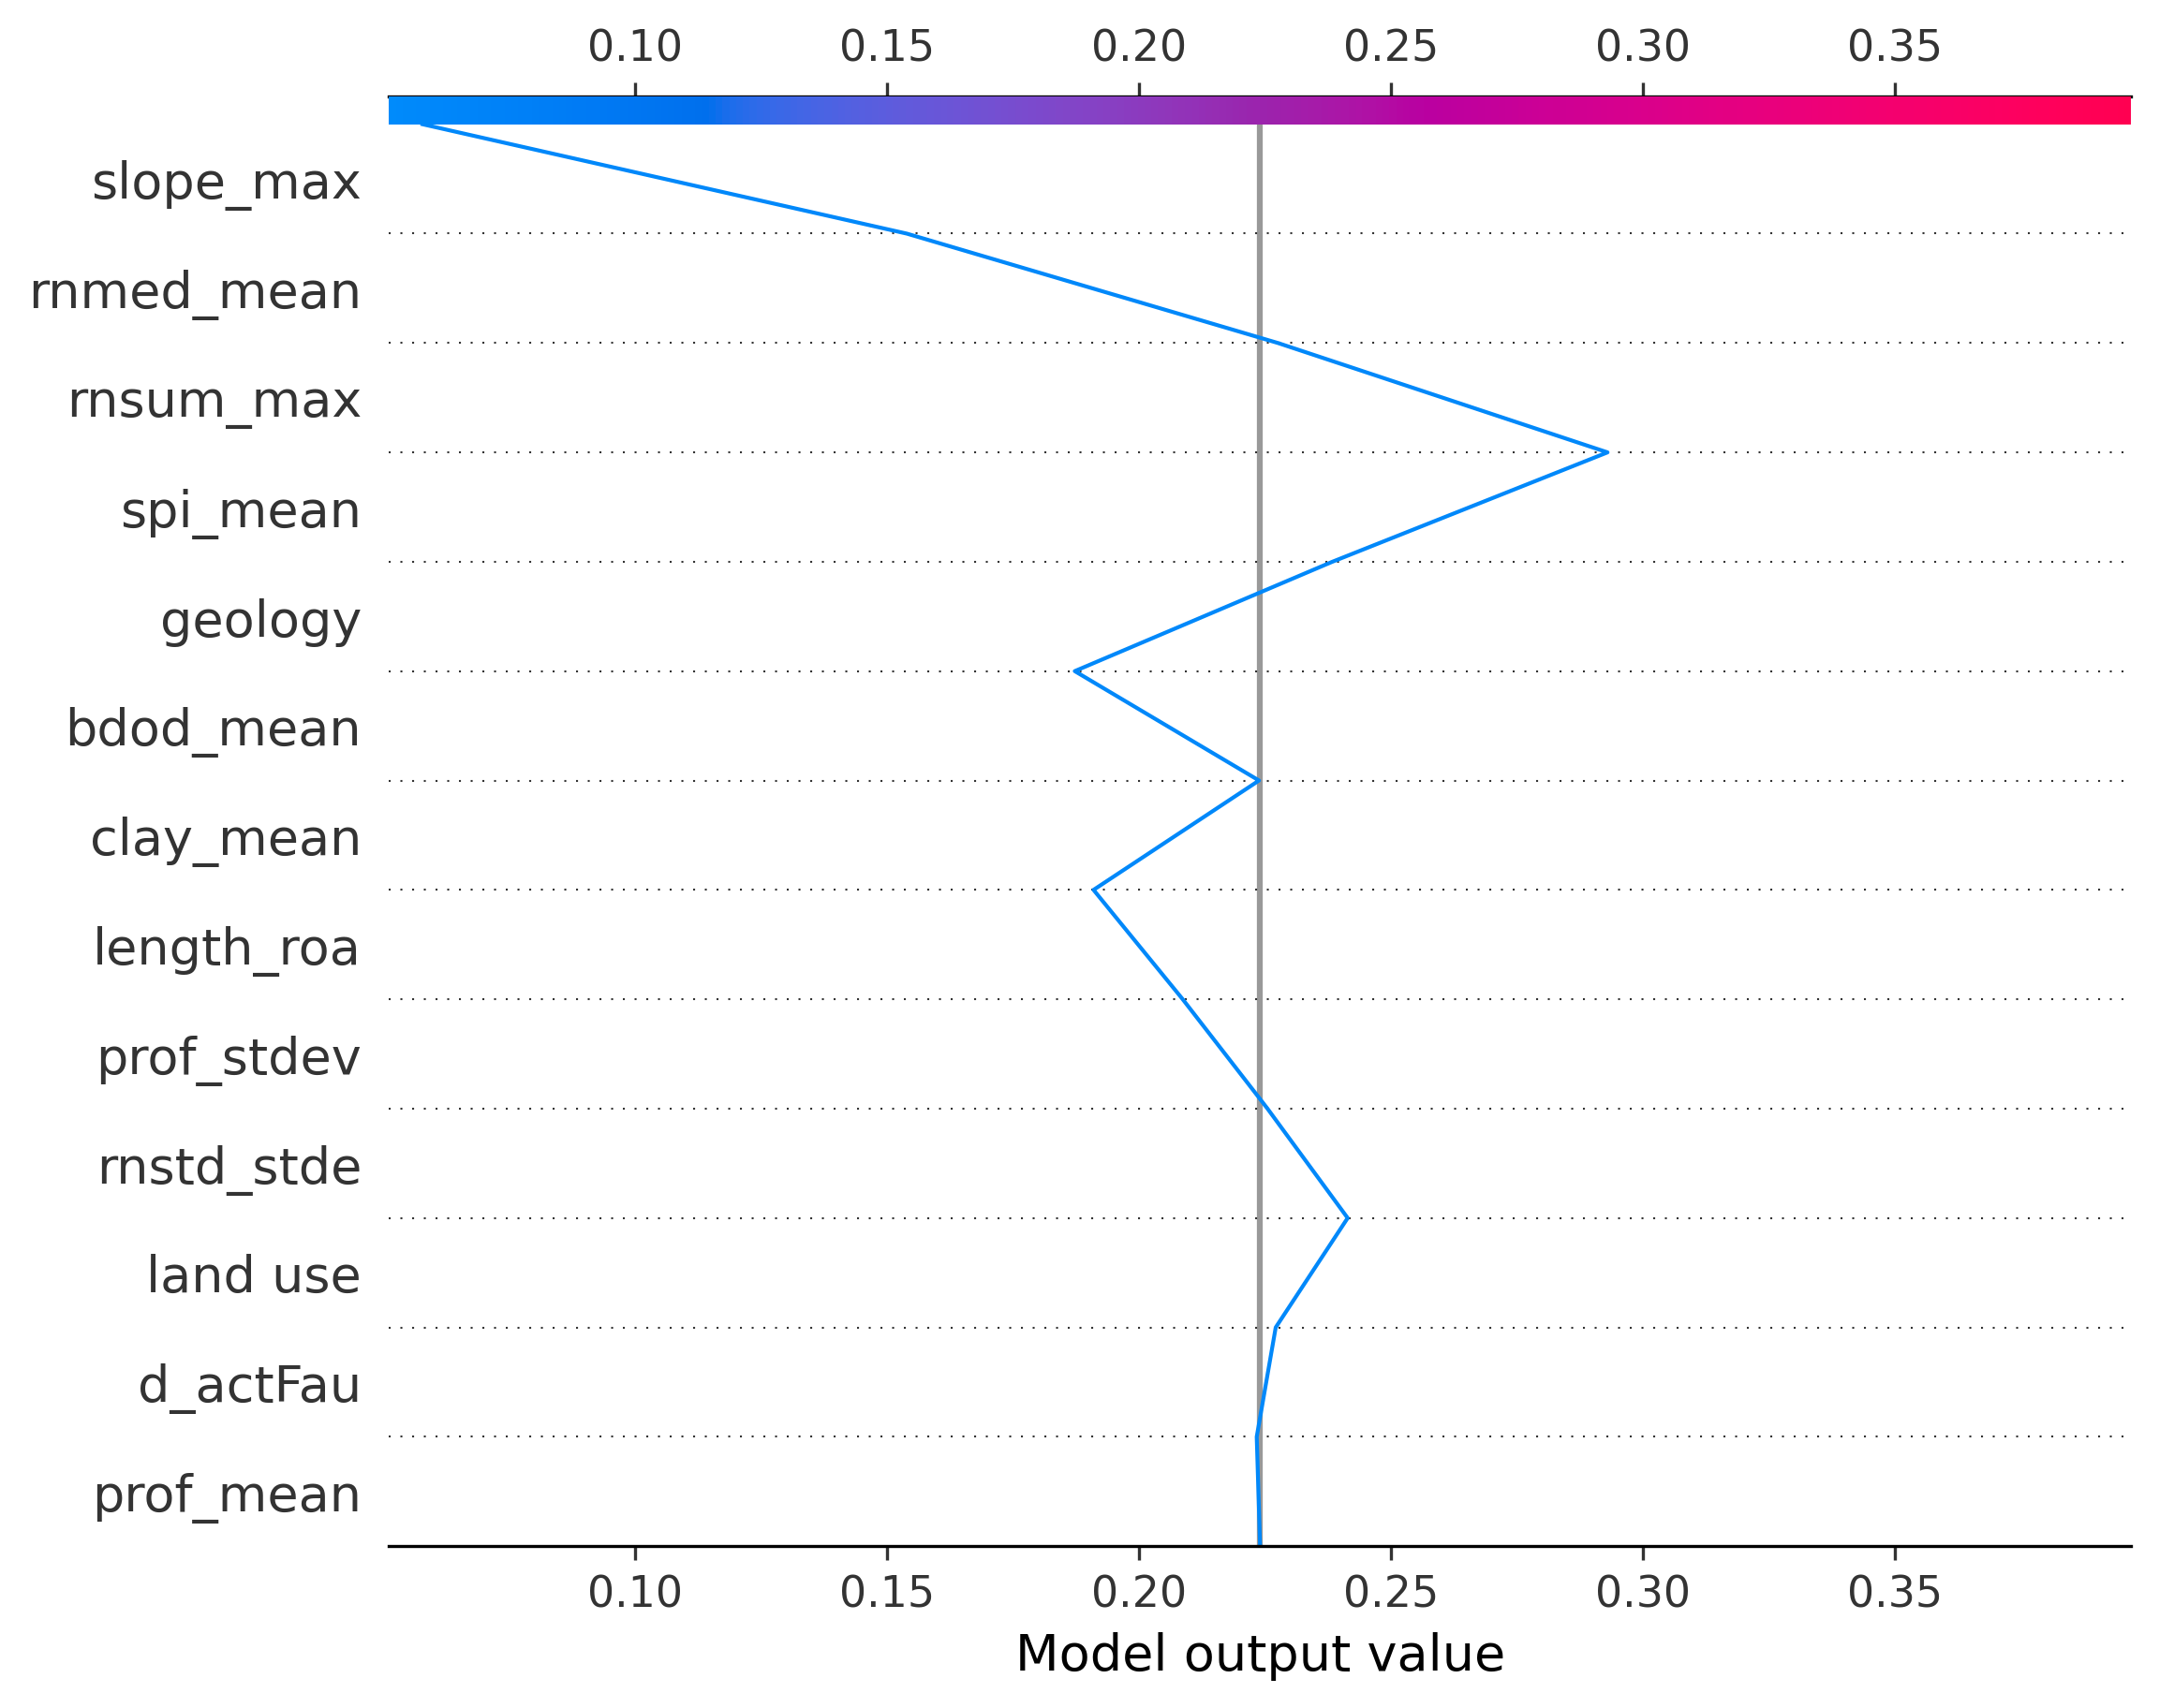 0.10 0.15 0.20 0.25 0.30 0.35
slope_max
rnmed_mean
rnsum_max
spi_mean
geology
bdod_mean
clay_mean
length_roa
prof_stdev
rnstd_stde
land use
d_actFau
prof_mean
0.10 0.15 0.20 0.25 0.30 0.35
Model output value